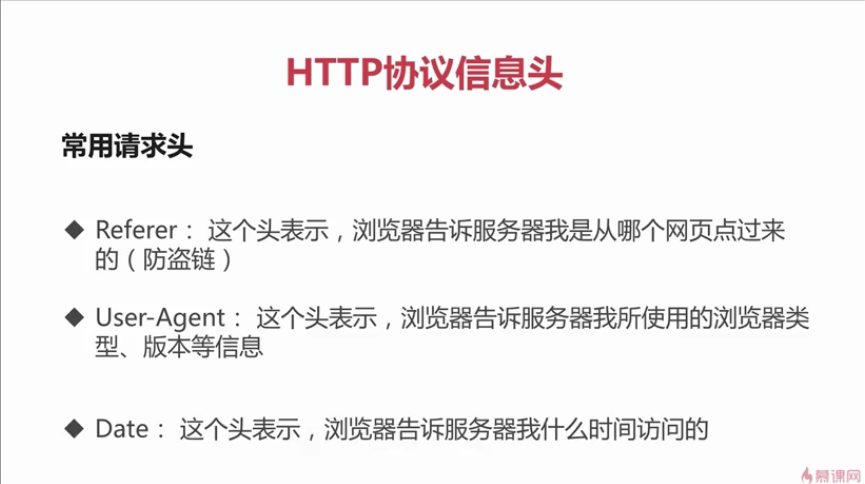 HTTP协议信息头
常用请求头
◆ Referer： 这个头表示，浏览器告诉服务器我是从哪个网页点过来
的（防盗链）
◆ User-Agent： 这个头表示，浏览器告诉服务器我所使用的浏览器类
型、版本等信息
◆ Date： 这个头表示，浏览器告诉服务器我什么时间访问的
慕课网